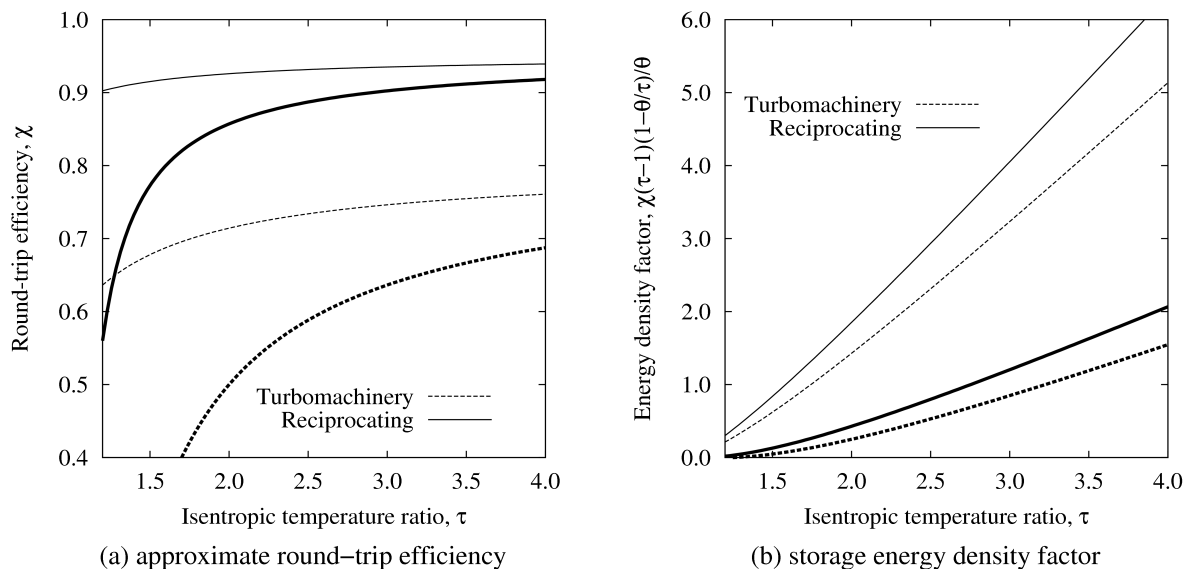 1.0
0.9
0.8
0.7
0.6
0.5
0.4
Round-trip efficiency, χ
Turbomachinery
Reciprocating
1.5 2.0 2.5 3.0 3.5 4.0
Isentropic temperature ratio, τ
(a) approximate round−trip efficiency
6.0
5.0
4.0
3.0
2.0
1.0
0.0
Energy density factor, χ(τ−1)(1−θ/τ)/θ
Turbomachinery
Reciprocating
1.5 2.0 2.5 3.0 3.5 4.0
Isentropic temperature ratio, τ
(b) storage energy density factor